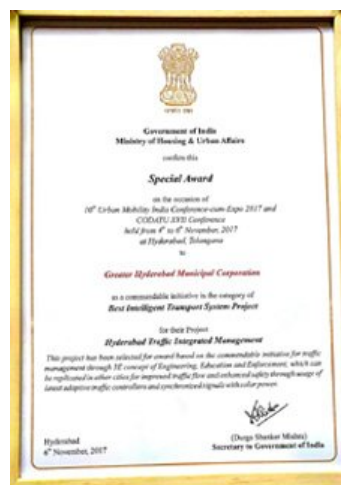 Government of India
Ministry of Housing & Urban Affairs
confers this
Special Award
on the occasion of
10th Urban Mobility India Conference-cum-Expo 2017 and
CODATU XVII Conference
held from 4th to 6th November, 2017
at Hyderabad, Telangana
to
Greater Hyderabad Municipal Corporation
as a commendable initiative in the category of
Best Intelligent Transport System Project
for their Project
Hyderabad Traffic Integrated Management
This project has been selected for award based on the commendable initiative for traffic
management through 3E concept of Engineering, Education and Enforcement, which can
be replicated in other cities for improved traffic flow and enhanced safety through usage of
latest adaptive traffic controllers and synchronized signals with solar power.
(Durga Shanker Mishra)
Hyderabad
Secretary to Government of India
6th November, 2017